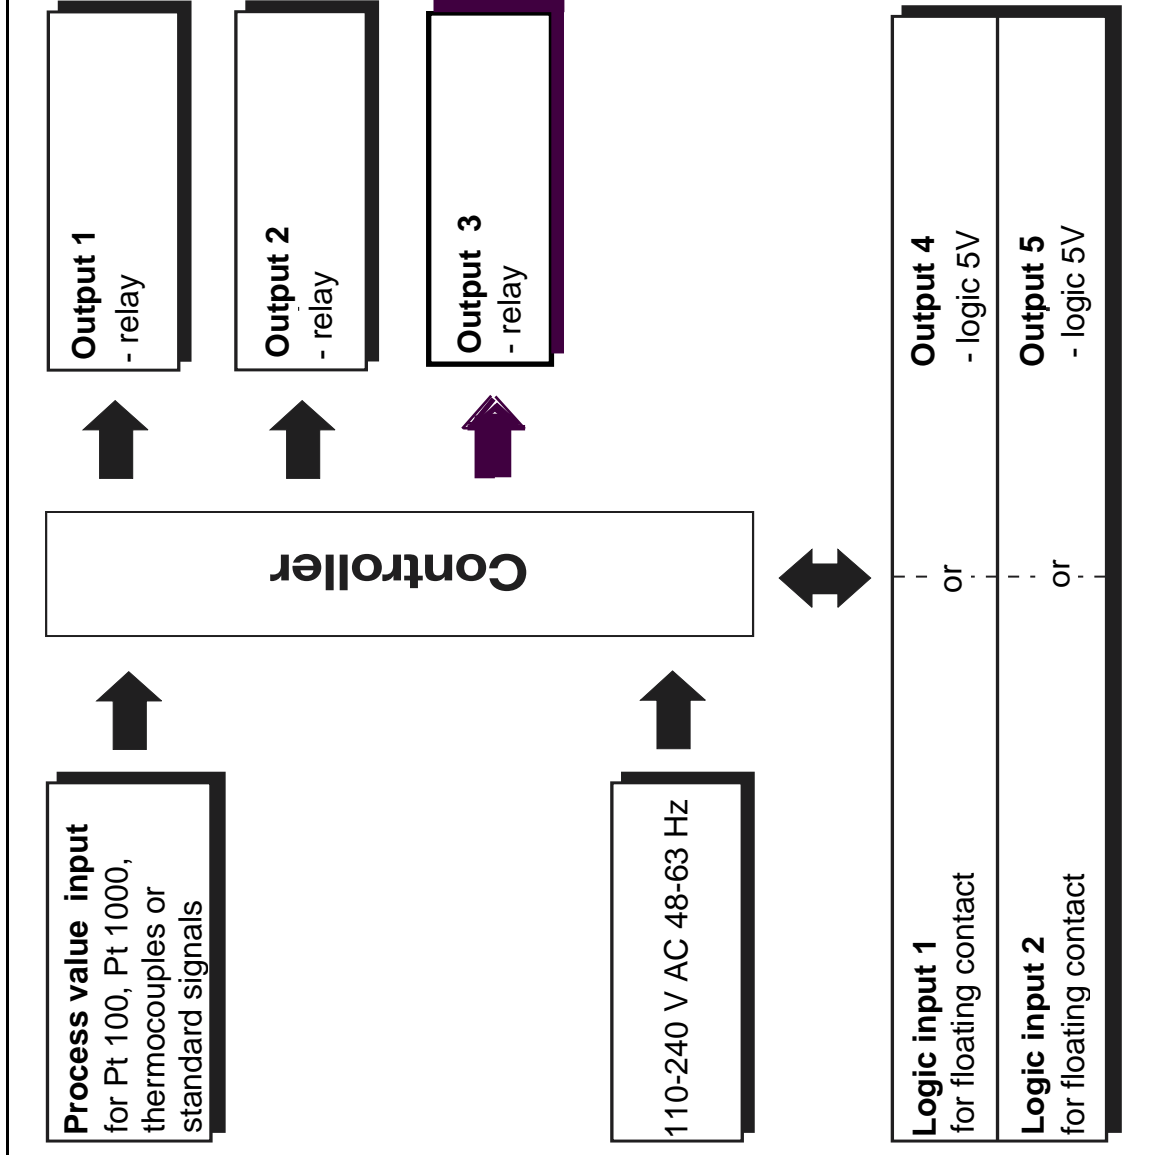 Output 1
- relay
Output 2
- relay
Output 3
- relay
Controller
Process value input
for Pt 100, Pt 1000,
thermocouples or
standard signals
110-240 V AC 48-63 Hz
Logic input 1
for floating contact
or
Output 4
- logic 5V
Logic input 2
for floating contact
or
Output 5
- logic 5V